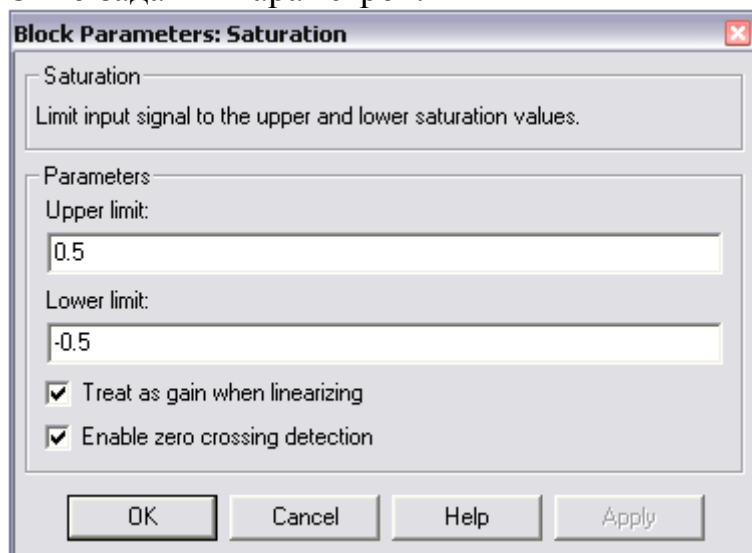 Block Parameters: Saturation
Saturation
Limit input signal to the upper and lower saturation values.
Parameters
Upper limit:
0.5
Lower limit:
-0.5
Treat as gain when linearizing
Enable zero crossing detection
OK Cancel Help Apply